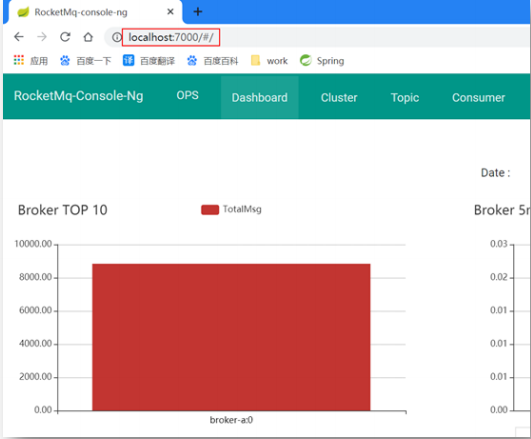 RocketMq-console-ng
localhost:7000/#/
应用 百度一下 译 百度翻译 百度百科 work Spring
RocketMq-Console-Ng OPS Dashboard Cluster Topic Consumer
Date :
Broker TOP 10 TotalMsg Broker 5
10000.00 0.03
8000.00 0.02
6000.00 0.01
4000.00 0.01
2000.00 0.01
0.00 0.00
broker-a:0